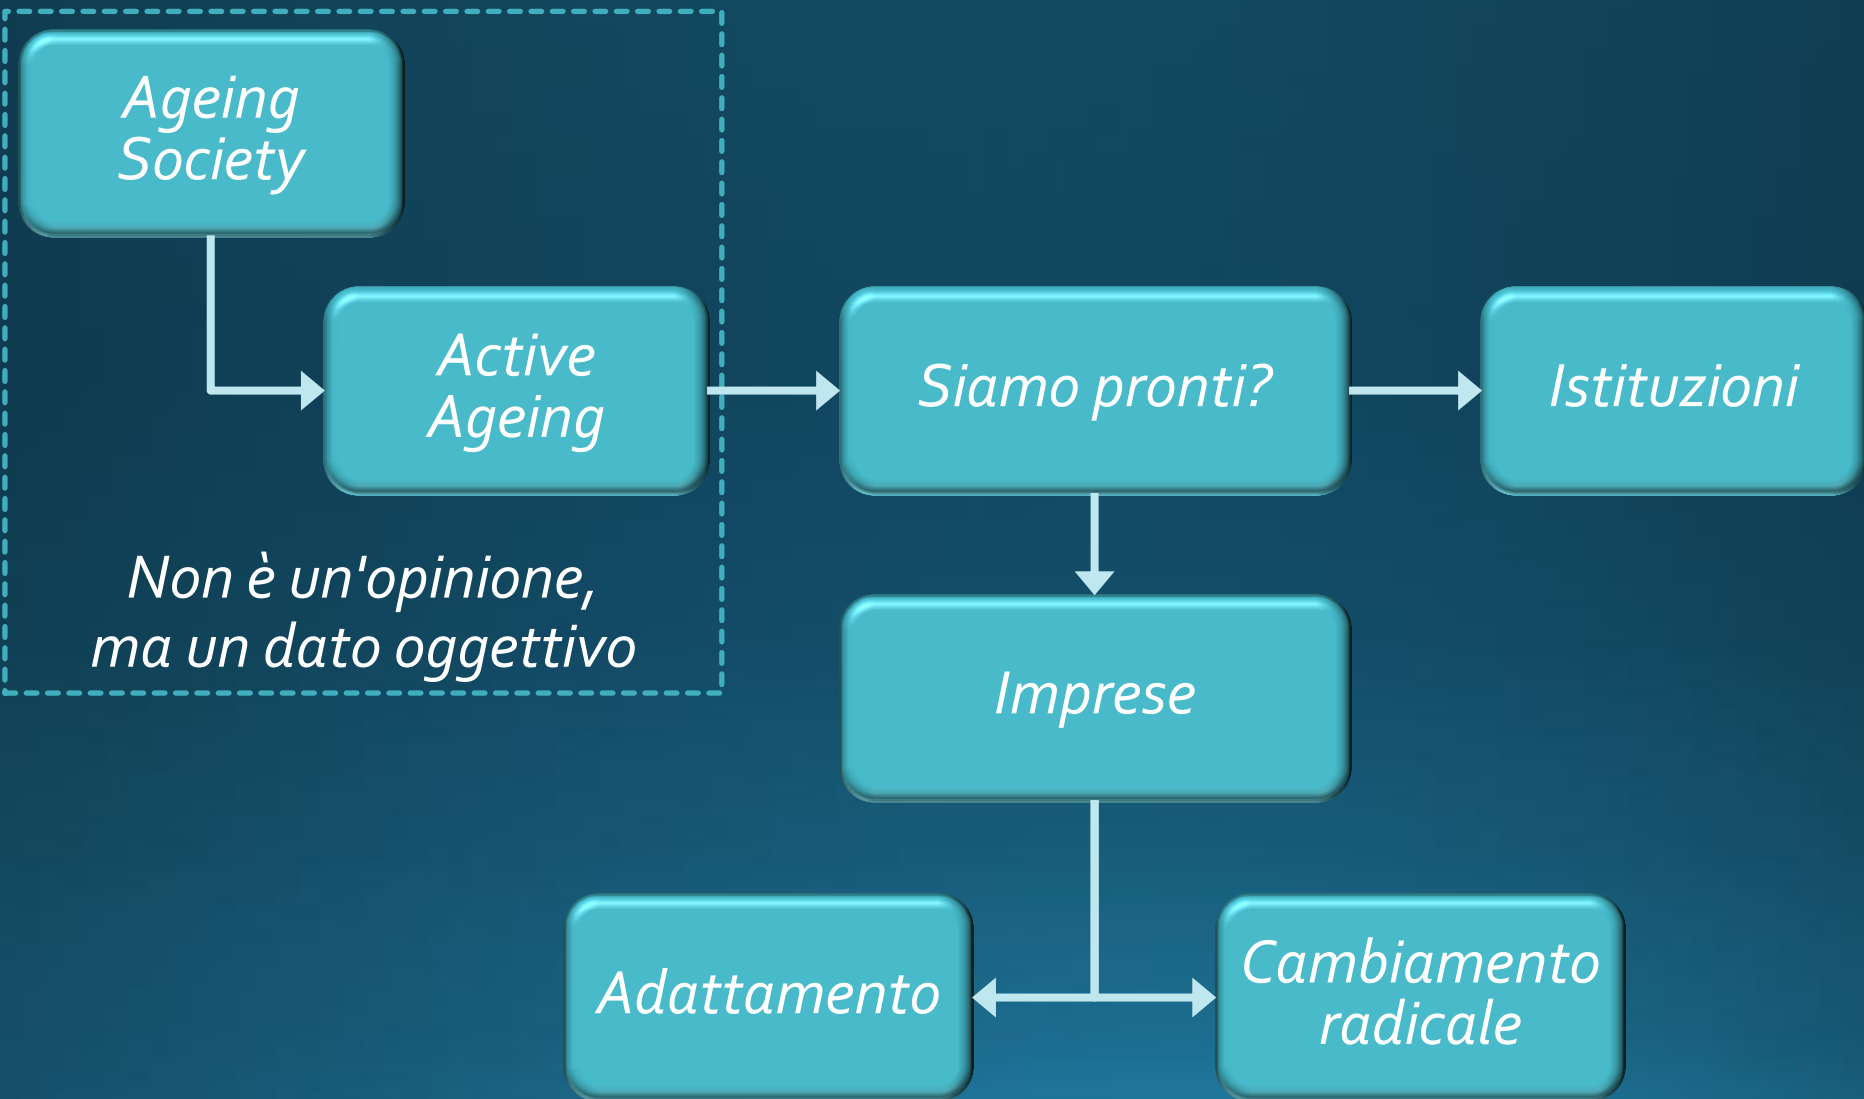 Ageing
Society
Active
Ageing
Siamo pronti?
Istituzioni
Non è un'opinione,
ma un dato oggettivo
Imprese
Adattamento
Cambiamento
radicale